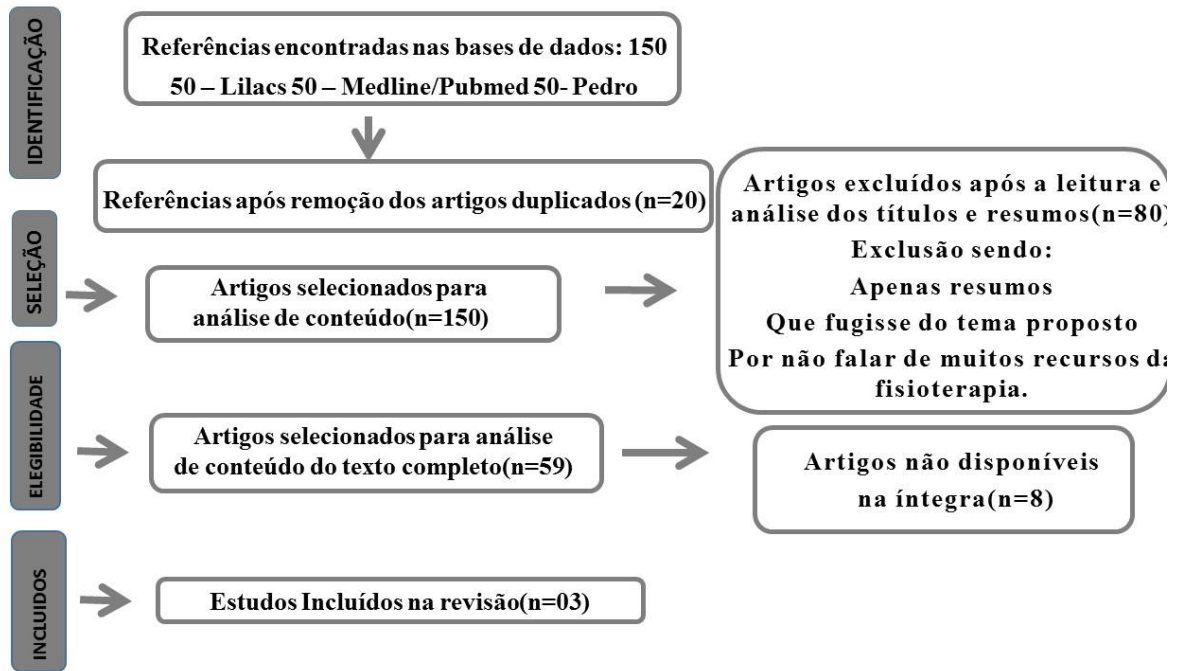 IDENTIFICAÇÃO
Referências encontradas nas bases de dados: 150
50 – Lilacs 50 – Medline/Pubmed 50- Pedro
Referências após remoção dos artigos duplicados (n=20)
SELEÇÃO
Artigos selecionados para
análise de conteúdo(n=150)
Artigos excluídos após a leitura e
análise dos títulos e resumos(n=80)
Exclusão sendo:
Apenas resumos
Que fugisse do tema proposto
Por não falar de muitos recursos da
fisioterapia.
ELEGIBILIDADE
Artigos selecionados para análise
de conteúdo do texto completo(n=59)
Artigos não disponíveis
na íntegra(n=8)
INCLUIDOS
Estudos Incluídos na revisão(n=03)